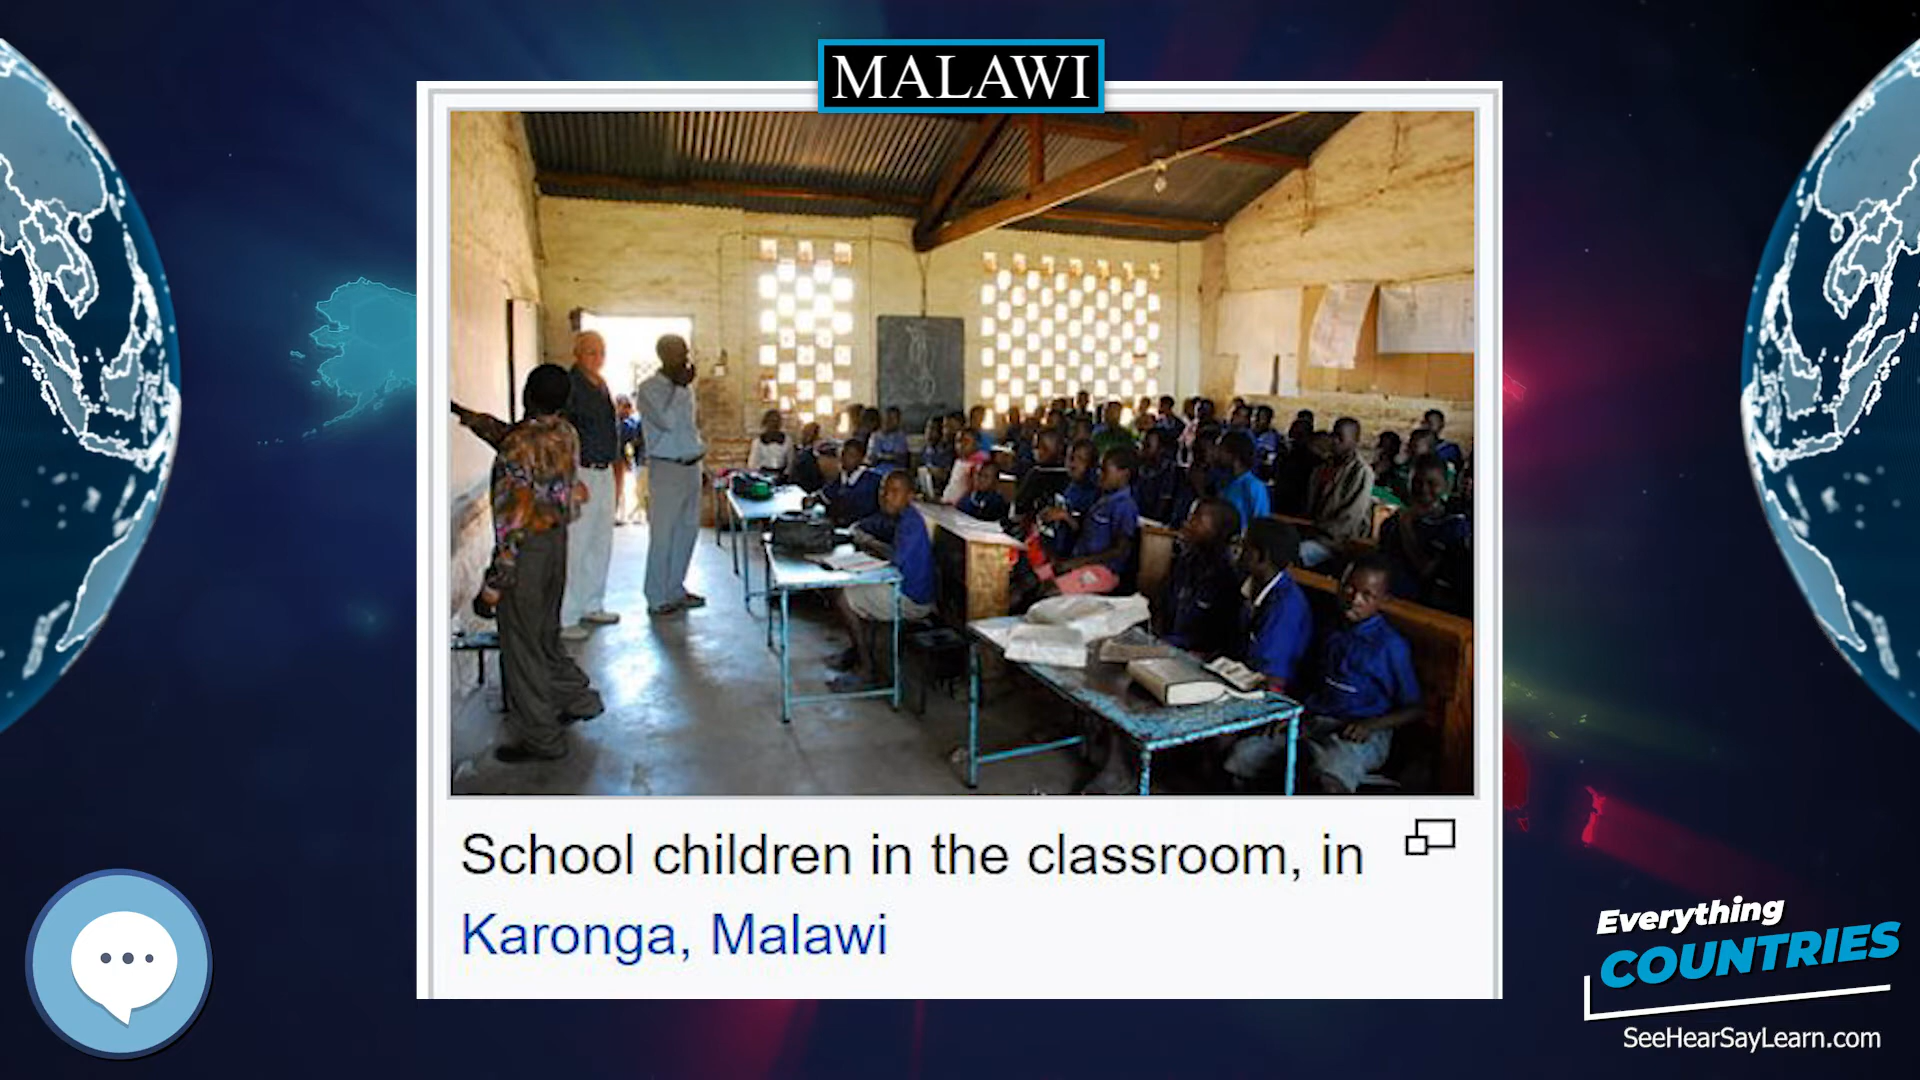 MALAWI
School children in the classroom, in
Karonga, Malawi
Everything
COUNTRIES
SeeHearSayLearn.com